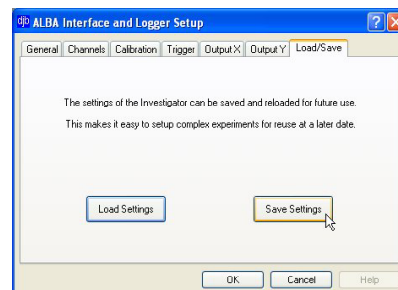 djb ALBA Interface and Logger Setup
General Channels Calibration Trigger Output X Output Y Load/Save
The settings of the Investigator can be saved and reloaded for future use.
This makes it easy to setup complex experiments for reuse at a later date.
Load Settings Save Settings
OK Cancel Help